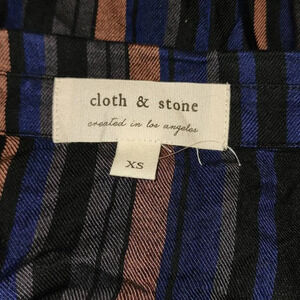 cloth & stone
created in los angeles
XS